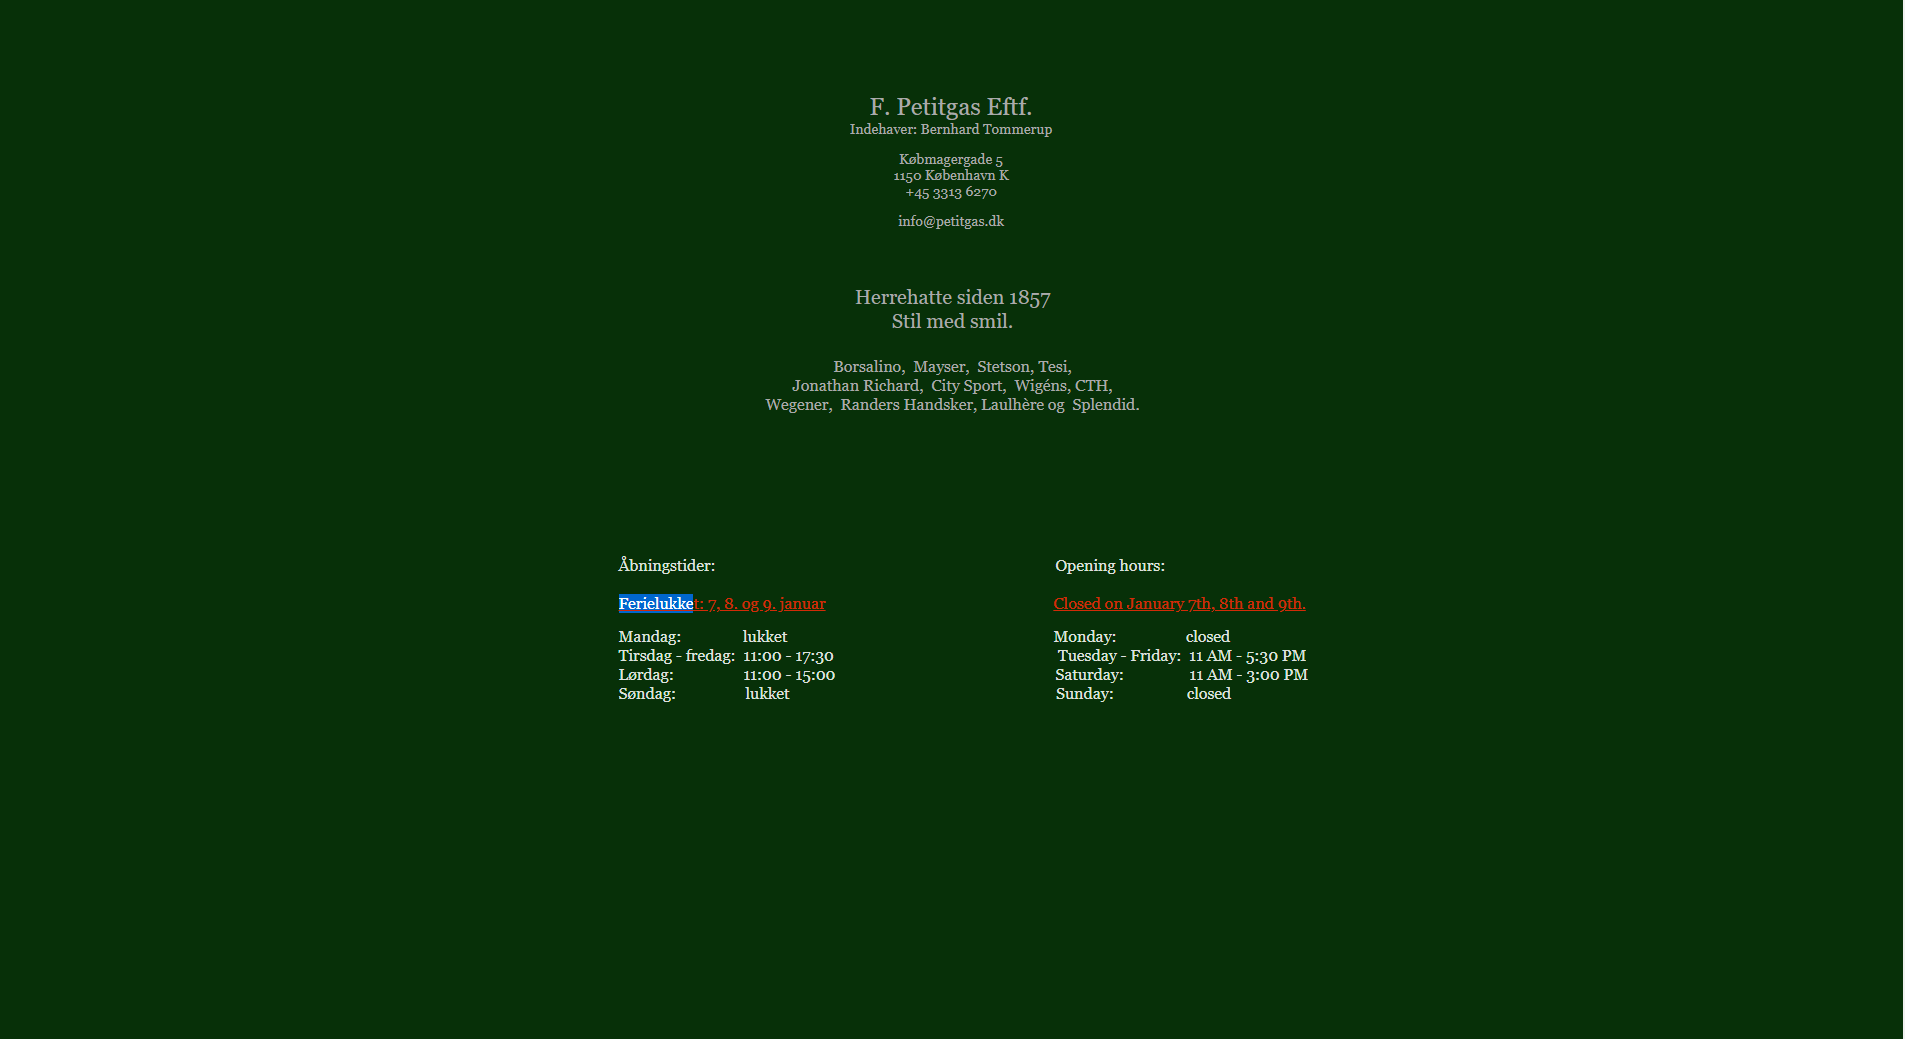 F. Petitgas Eftf.
Indehaver: Bernhard Tommerup
Købmagergade 5
1150 København K
+45 3313 6270
info@petitgas.dk
Herrehatte siden 1857
Stil med smil.
Borsalino, Mayser, Stetson, Tesi,
Jonathan Richard, City Sport, Wigéns, CTH,
Wegener, Randers Handsker, Laulhère og Splendid.
Åbningstider:
Ferielukket: 7, 8. og 9. januar
Mandag: lukket
Tirsdag - fredag: 11:00 - 17:30
Lørdag: 11:00 - 15:00
Søndag: lukket
Opening hours:
Closed on January 7th, 8th and 9th.
Monday: closed
Tuesday - Friday: 11 AM - 5:30 PM
Saturday: 11 AM - 3:00 PM
Sunday: closed